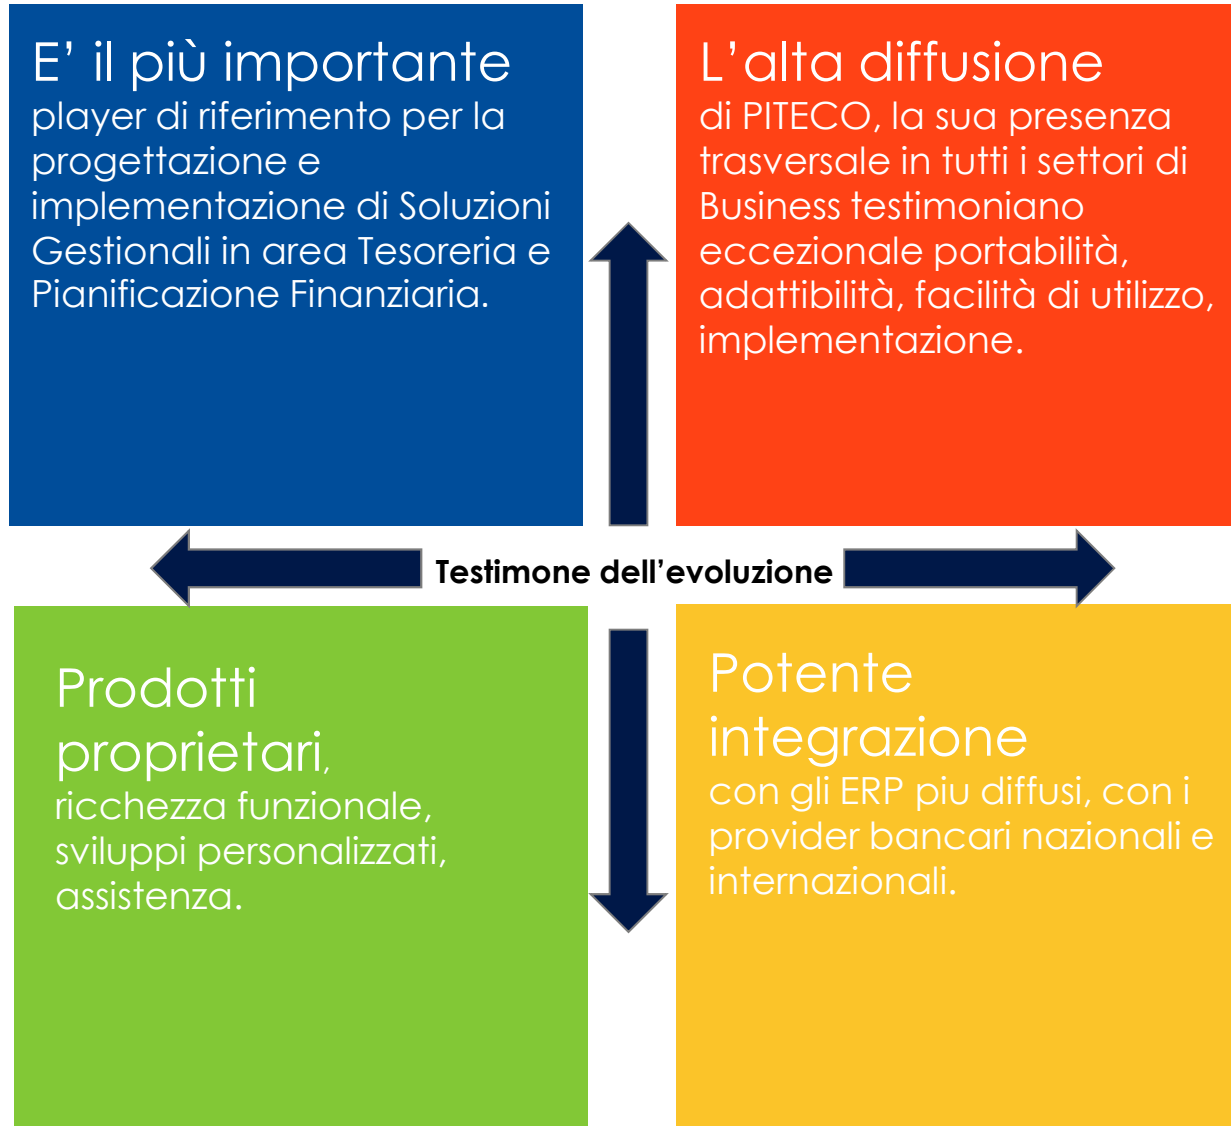 E’ il più importante
player di riferimento per la
progettazione e
implementazione di Soluzioni
Gestionali in area Tesoreria e
Pianificazione Finanziaria.
L’alta diffusione
di PITECO, la sua presenza
trasversale in tutti i settori di
Business testimoniano
eccezionale portabilità,
adattibilità, facilità di utilizzo,
implementazione.
Testimone dell’evoluzione
Prodotti
proprietari,
ricchezza funzionale,
sviluppi personalizzati,
assistenza.
Potente
integrazione
con gli ERP piu diffusi, con i
provider bancari nazionali e
internazionali.